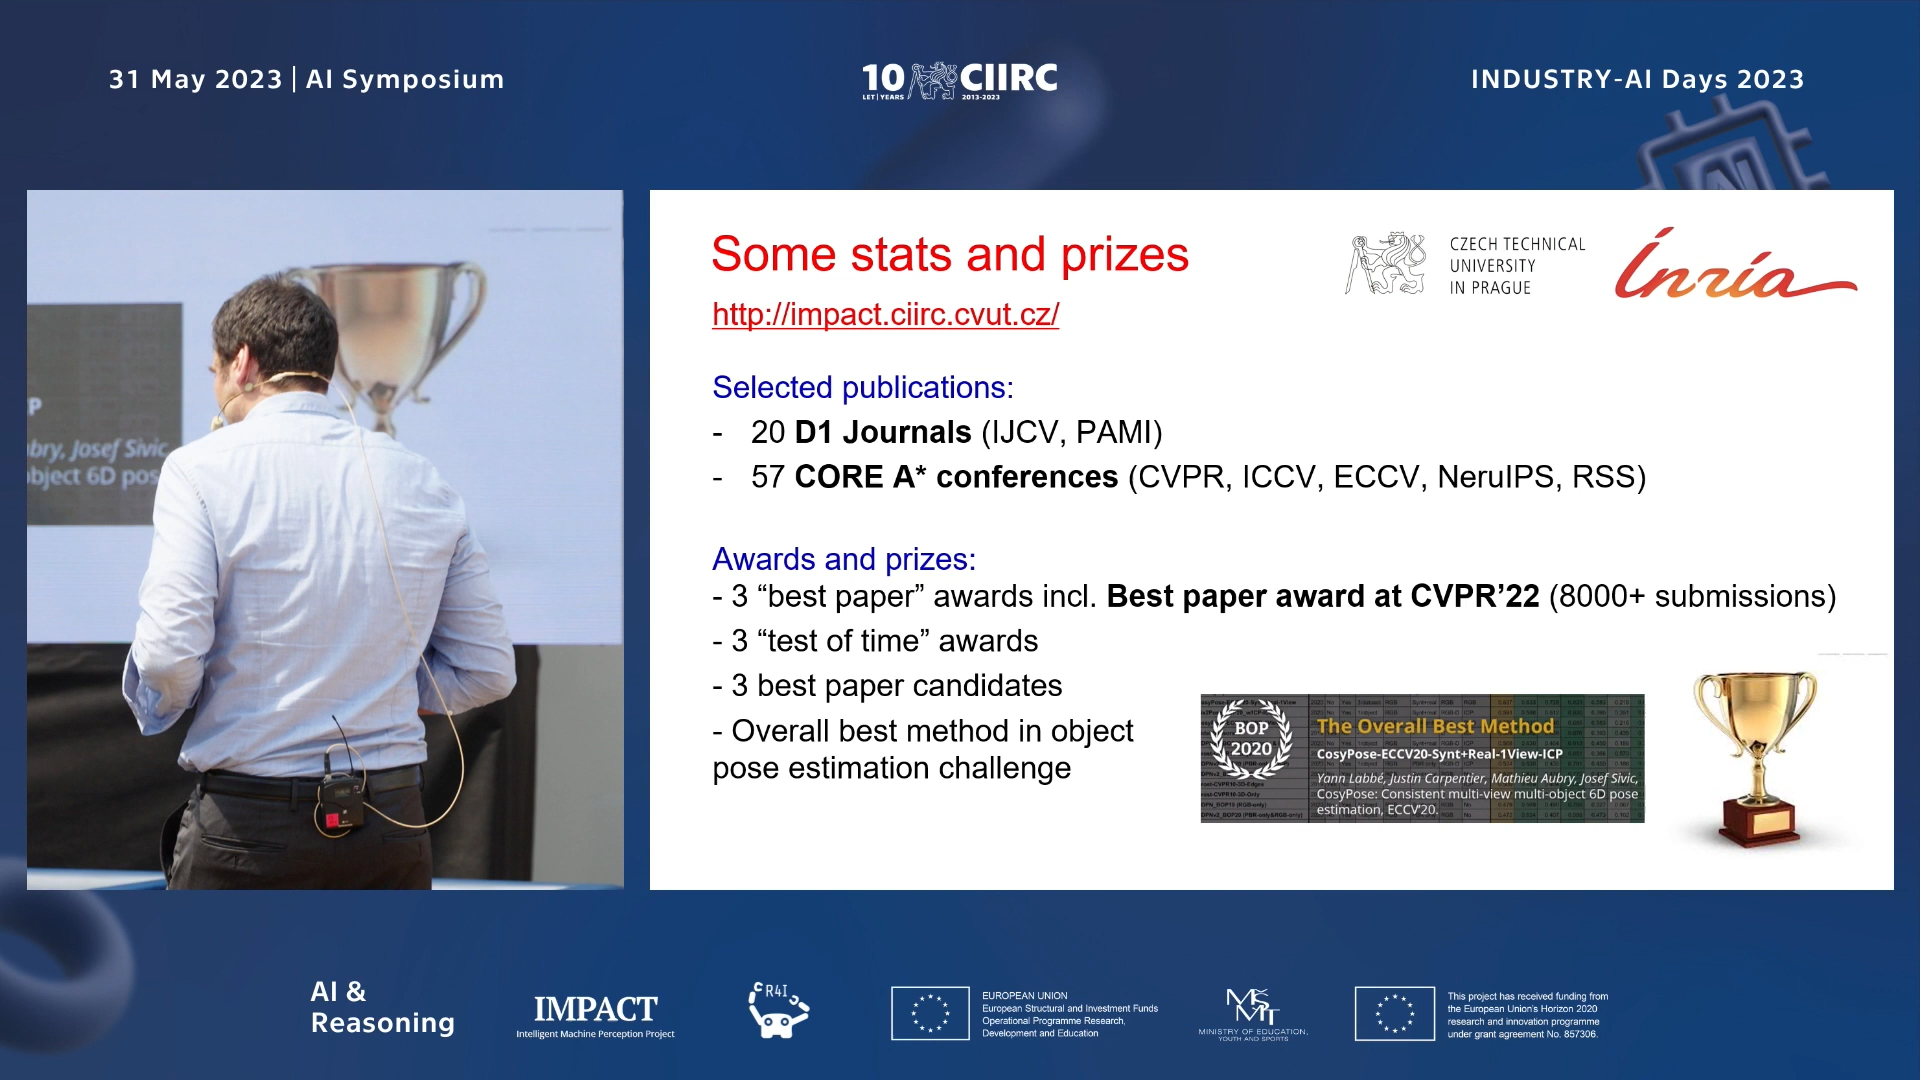 31 May 2023 | AI Symposium
10 CIIRC
LET | YEARS 2013-2023
INDUSTRY-AI Days 2023
AI
P
bry, Josef Sivic
bject 6D pos
Some stats and prizes
CZECH TECHNICAL
UNIVERSITY
IN PRAGUE
Inria
http://impact.ciirc.cvut.cz/
Selected publications:
- 20 D1 Journals (IJCV, PAMI)
- 57 CORE A* conferences (CVPR, ICCV, ECCV, NeruIPS, RSS)
Awards and prizes:
- 3 “best paper” awards incl. Best paper award at CVPR’22 (8000+ submissions)
- 3 “test of time” awards
- 3 best paper candidates
- Overall best method in object
pose estimation challenge
BOP
2020
The Overall Best Method
CosyPose-ECCV20-Synt+Real-1View-ICP
Yann Labbé, Justin Carpentier, Mathieu Aubry, Josef Sivic,
CosyPose: Consistent multi-view multi-object 6D pose
estimation, ECCV'20.
AI &
Reasoning
IMPACT
Intelligent Machine Perception Project
R4I
EUROPEAN UNION
European Structural and Investment Funds
Operational Programme Research,
Development and Education
MSMT
MINISTRY OF EDUCATION,
YOUTH AND SPORTS
This project has received funding from
the European Union's Horizon 2020
research and innovation programme
under grant agreement No. 857306.